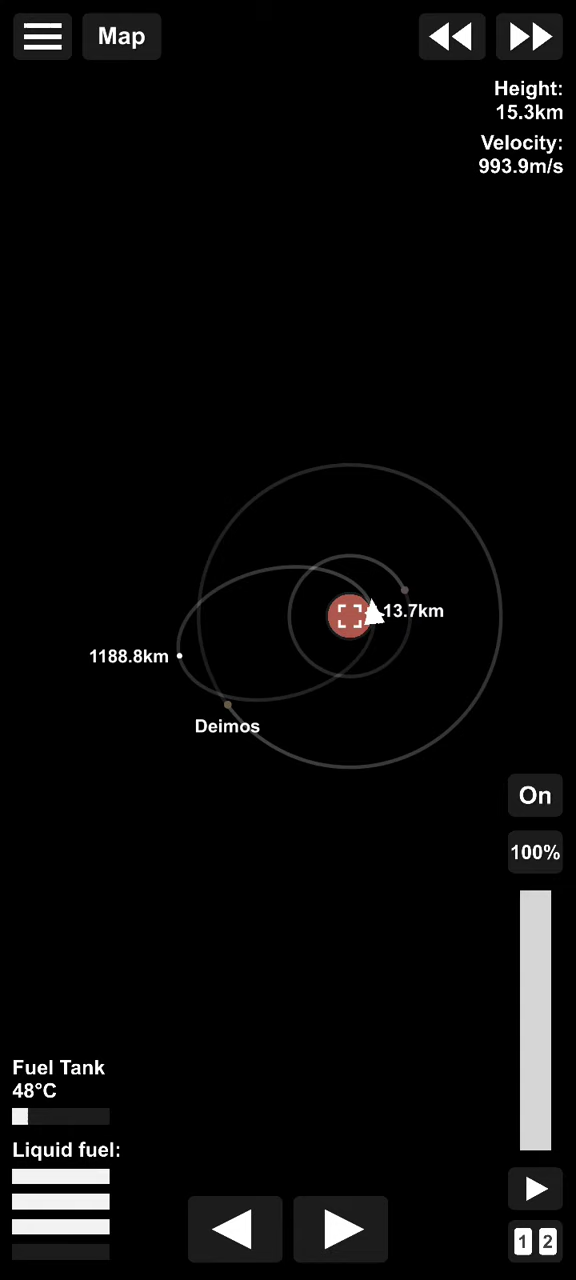 Map
Height:
15.3km
Velocity:
993.9m/s
13.7km
1188.8km
Deimos
On
100%
Fuel Tank
48°C
Liquid fuel:
1 2